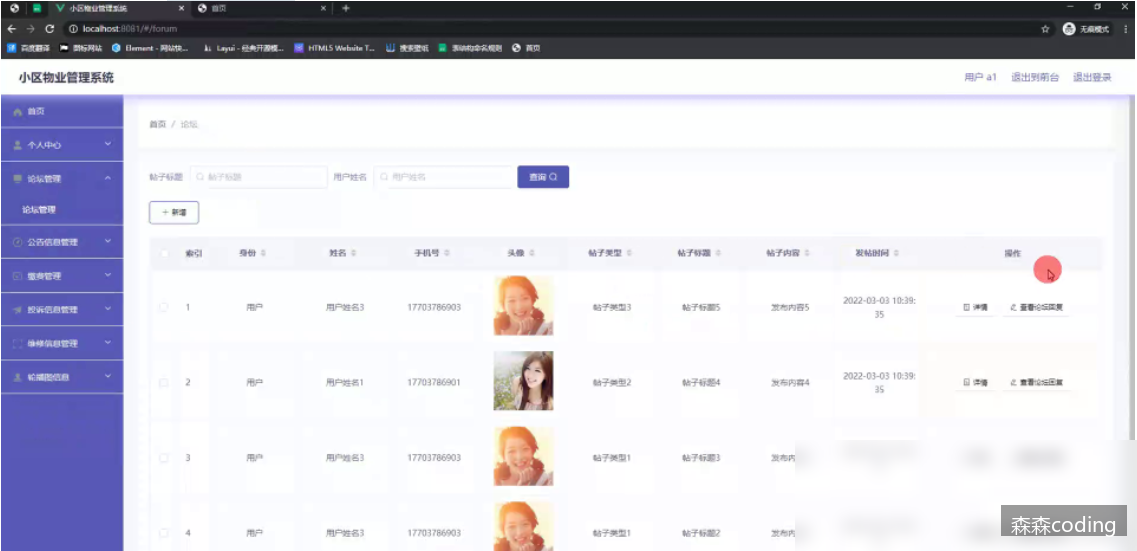 小区物业管理系统 首页
localhost:8081/#/forum 无痕模式
百度翻译 图标网站 Element - 网站快... Layui - 经典开源模... HTML5 Website T... 搜索壁纸 表结构命名规则 首页
小区物业管理系统 用户 a1 退出到前台 退出登录
首页
个人中心
论坛管理
论坛管理
公告信息管理
缴费管理
投诉信息管理
维修信息管理
轮播图信息
首页 / 论坛
帖子标题 帖子标题 用户姓名 用户姓名 查询
+ 新增
索引 身份 姓名 手机号 头像 帖子类型 帖子标题 帖子内容 发帖时间 操作
1 用户 用户姓名3 17703786903 帖子类型3 帖子标题5 发布内容5 2022-03-03 10:39:35 详情 查看论坛回复
2 用户 用户姓名1 17703786901 帖子类型2 帖子标题4 发布内容4 2022-03-03 10:39:35 详情 查看论坛回复
3 用户 用户姓名3 17703786903 帖子类型1 帖子标题3 发布内
4 用户 用户姓名3 17703786903 帖子类型1 帖子标题2 发布内
森森coding